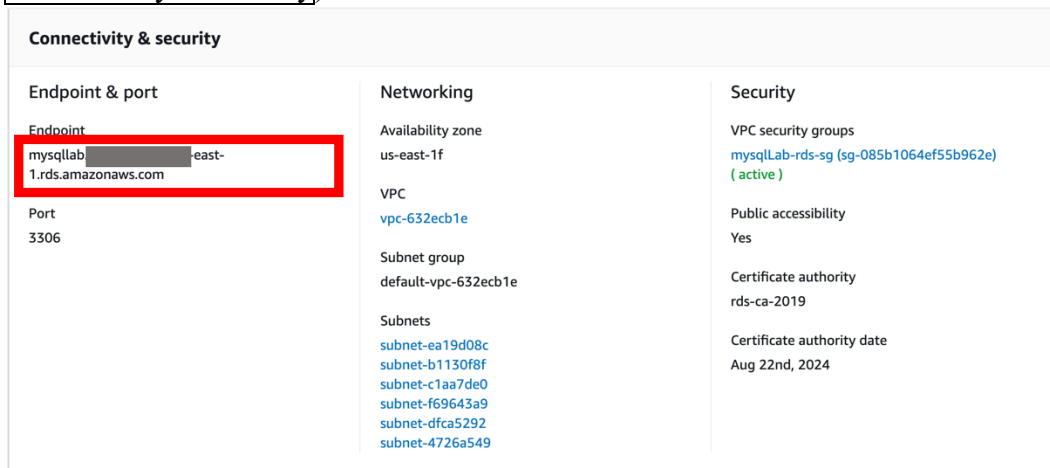 Connectivity & security
Endpoint & port
Endpoint
mysqllab -east-
1.rds.amazonaws.com
Port
3306
Networking
Availability zone
us-east-1f
VPC
vpc-632ecb1e
Subnet group
default-vpc-632ecb1e
Subnets
subnet-ea19d08c
subnet-b1130f8f
subnet-c1aa7de0
subnet-f69643a9
subnet-dfca5292
subnet-4726a549
Security
VPC security groups
mysqlLab-rds-sg (sg-085b1064ef55b962e)
( active )
Public accessibility
Yes
Certificate authority
rds-ca-2019
Certificate authority date
Aug 22nd, 2024